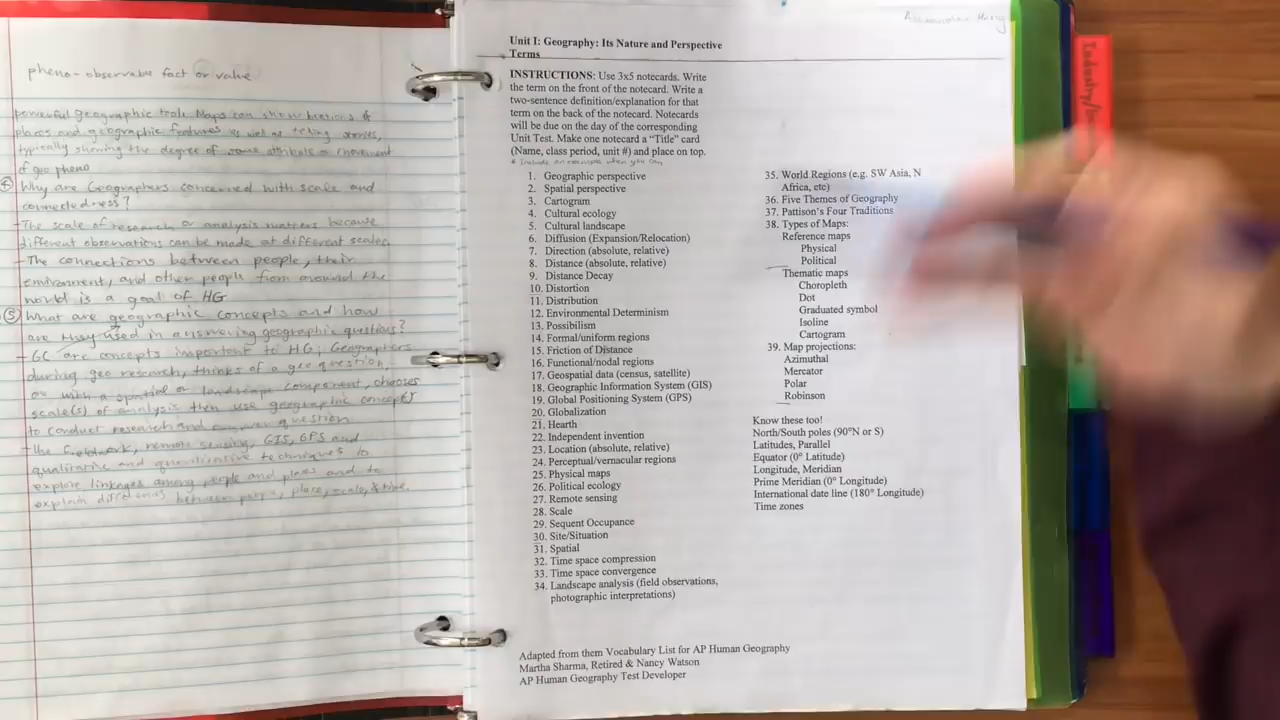 pheno-observable fact or value
powerful geographic tools. Maps can show locations of
places and geographic features as well as telling stories,
typically showing the degree of some attribute or movement
of geo pheno
④ Why are Geographers concerned with scale and
connectedness?
-The scale of research or analysis matters because
different observations can be made at different scales
-The connections between people, their
environment, and other people from around the
world is a goal of HG
⑤ What are geographic concepts and how
are they used in answering geographic questions?
-GC are concepts important to HG; Geographers
during geo research, thinks of a geo question,
or with a spatial or landscape component, chooses
scale(s) of analysis then use geographic concepts
to conduct research and answer question
-Use fieldwork, remote sensing, GIS, GPS and
qualitative and quantitative techniques to
explore linkages among people and places and to
explain differences between people, place, scale, & time.
Unit I: Geography: Its Nature and Perspective
Terms
INSTRUCTIONS: Use 3x5 notecards. Write
the term on the front of the notecard. Write a
two-sentence definition/explanation for that
term on the back of the notecard. Notecards
will be due on the day of the corresponding
Unit Test. Make one notecard a "Title" card
(Name, class period, unit #) and place on top.
* Include an example when you can
1. Geographic perspective
2. Spatial perspective
3. Cartogram
4. Cultural ecology
5. Cultural landscape
6. Diffusion (Expansion/Relocation)
7. Direction (absolute, relative)
8. Distance (absolute, relative)
9. Distance Decay
10. Distortion
11. Distribution
12. Environmental Determinism
13. Possibilism
14. Formal/uniform regions
15. Friction of Distance
16. Functional/nodal regions
17. Geospatial data (census, satellite)
18. Geographic Information System (GIS)
19. Global Positioning System (GPS)
20. Globalization
21. Hearth
22. Independent invention
23. Location (absolute, relative)
24. Perceptual/vernacular regions
25. Physical maps
26. Political ecology
27. Remote sensing
28. Scale
29. Sequent Occupance
30. Site/Situation
31. Spatial
32. Time space compression
33. Time space convergence
34. Landscape analysis (field observations,
photographic interpretations)
35. World Regions (e.g. SW Asia, N
Africa, etc)
36. Five Themes of Geography
37. Pattison's Four Traditions
38. Types of Maps:
Reference maps
Physical
Political
Thematic maps
Choropleth
Dot
Graduated symbol
Isoline
Cartogram
39. Map projections:
Azimuthal
Mercator
Polar
Robinson
Know these too!
North/South poles (90°N or S)
Latitudes, Parallel
Equator (0° Latitude)
Longitude, Meridian
Prime Meridian (0° Longitude)
International date line (180° Longitude)
Time zones
Adapted from them Vocabulary List for AP Human Geography
Martha Sharma, Retired & Nancy Watson
AP Human Geography Test Developer